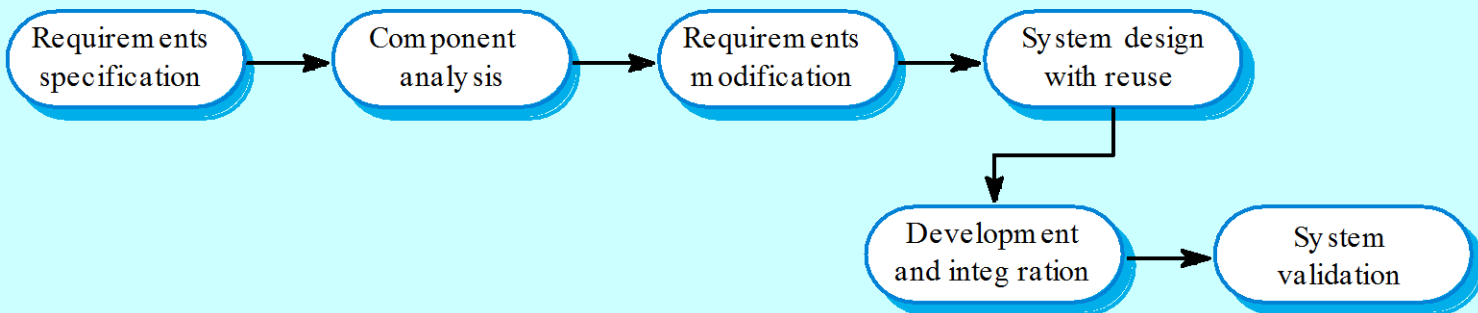 Requirements
specification
Component
analysis
Requirements
modification
System design
with reuse
Development
and integration
System
validation